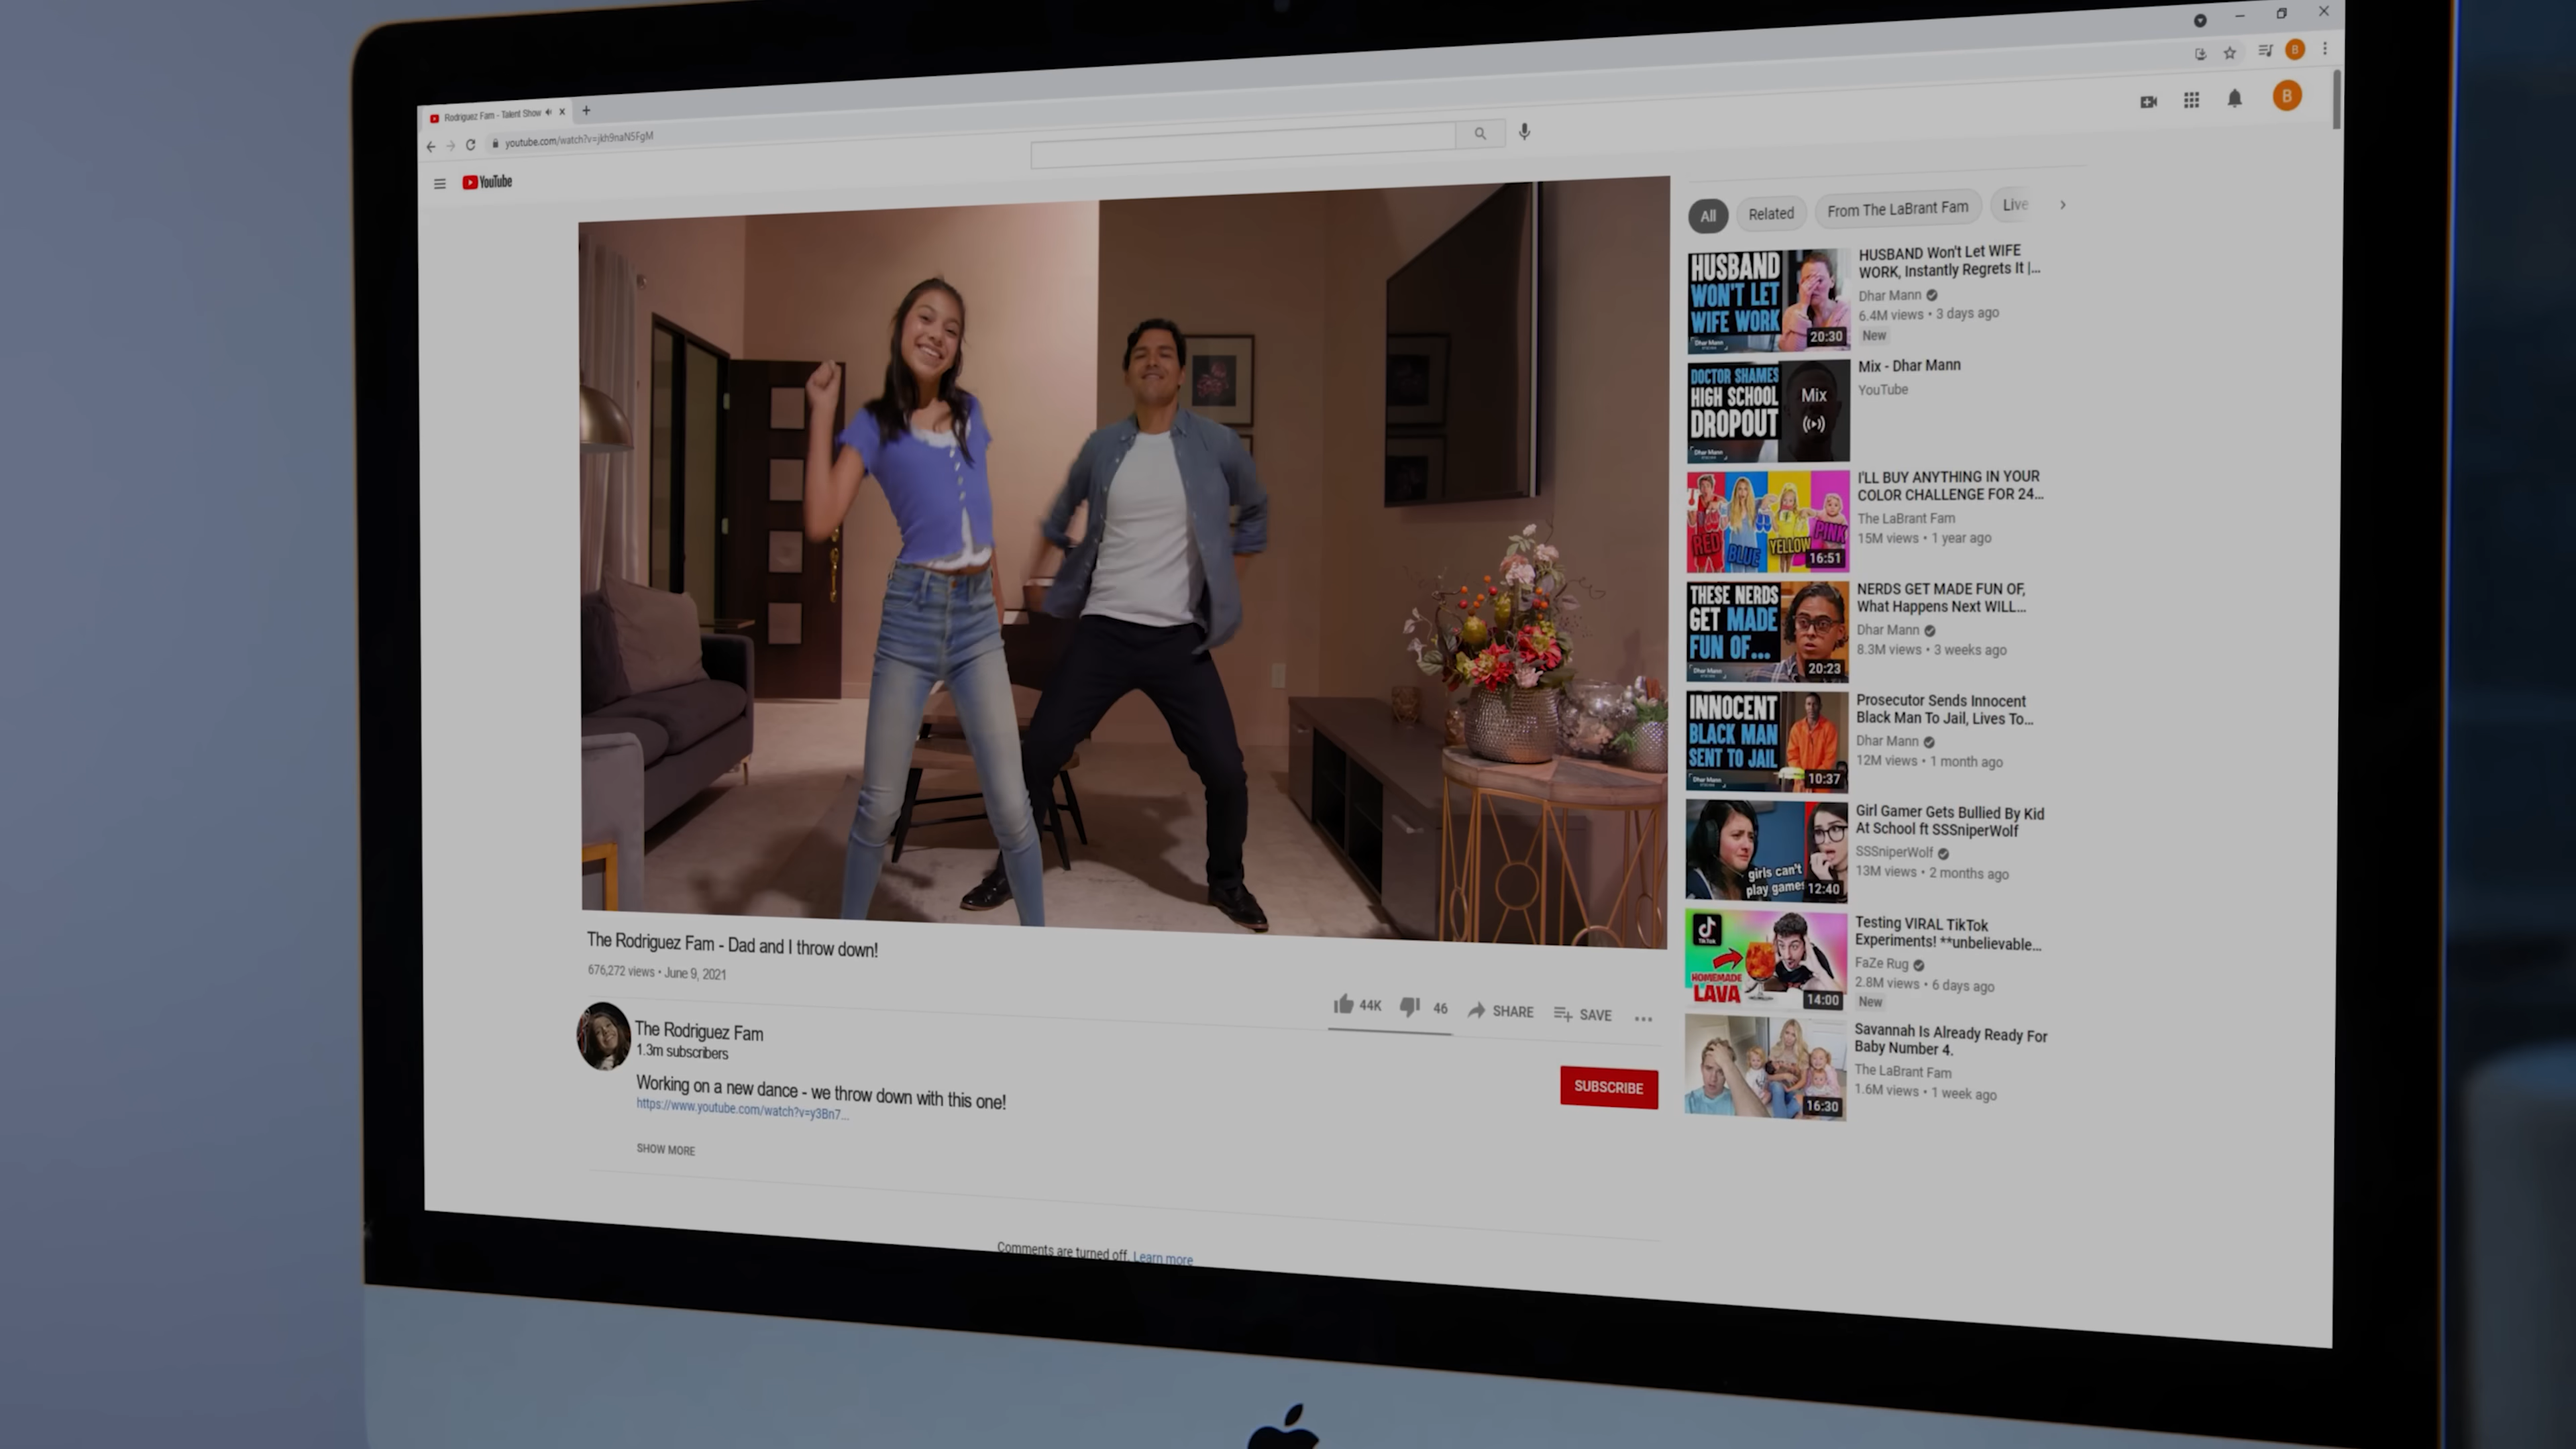 Rodriguez Fam - Talent Show
youtube.com/watch?v=jkh9naN5FgM
B
YouTube
B
All
Related
From The LaBrant Fam
Live
HUSBAND
WON'T LET
WIFE WORK
Dhar Mann
20:30
HUSBAND Won't Let WIFE
WORK, Instantly Regrets It |...
Dhar Mann
6.4M views • 3 days ago
New
DOCTOR SHAMES
HIGH SCHOOL
DROPOUT
Dhar Mann
Mix
Mix - Dhar Mann
YouTube
RED
BLUE
YELLOW
PINK
16:51
I'LL BUY ANYTHING IN YOUR
COLOR CHALLENGE FOR 24...
The LaBrant Fam
15M views • 1 year ago
THESE NERDS
GET MADE
FUN OF...
Dhar Mann
20:23
NERDS GET MADE FUN OF,
What Happens Next WILL...
Dhar Mann
8.3M views • 3 weeks ago
INNOCENT
BLACK MAN
SENT TO JAIL
Dhar Mann
10:37
Prosecutor Sends Innocent
Black Man To Jail, Lives To...
Dhar Mann
12M views • 1 month ago
girls can't
play games
12:40
Girl Gamer Gets Bullied By Kid
At School ft SSSniperWolf
SSSniperWolf
13M views • 2 months ago
TikTok
HOMEMADE
LAVA
14:00
Testing VIRAL TikTok
Experiments! **unbelievable...
FaZe Rug
2.8M views • 6 days ago
New
16:30
Savannah Is Already Ready For
Baby Number 4.
The LaBrant Fam
1.6M views • 1 week ago
The Rodriguez Fam - Dad and I throw down!
676,272 views • June 9, 2021
44K
46
SHARE
SAVE
The Rodriguez Fam
1.3m subscribers
SUBSCRIBE
Working on a new dance - we throw down with this one!
https://www.youtube.com/watch?v=y3Bn7...
SHOW MORE
Comments are turned off. Learn more